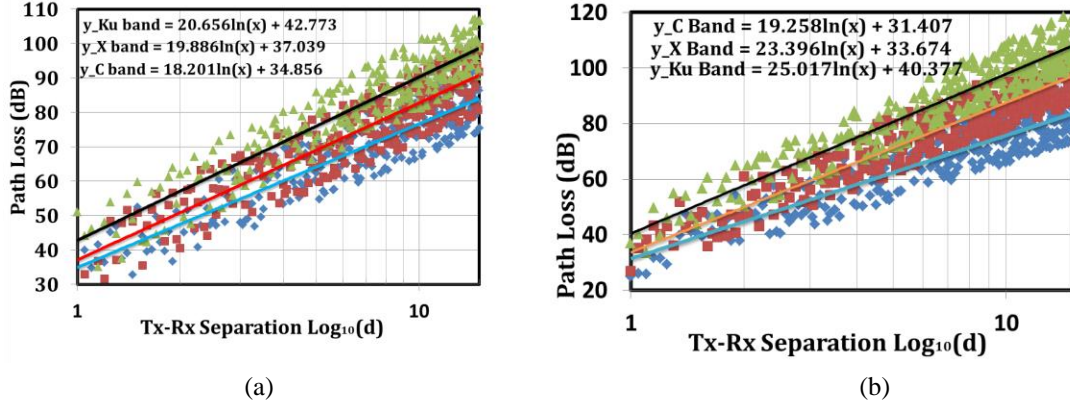 y_Ku band = 20.656ln(x) + 42.773
y_X band = 19.886ln(x) + 37.039
y_C band = 18.201ln(x) + 34.856
Path Loss (dB)
110
100
90
80
70
60
50
40
30
1
10
Tx-Rx Separation Log₁₀(d)
(a)
y_C Band = 19.258ln(x) + 31.407
y_X Band = 23.396ln(x) + 33.674
y_Ku Band = 25.017ln(x) + 40.377
Path Loss (dB)
120
100
80
60
40
20
1
10
Tx-Rx Separation Log₁₀(d)
(b)